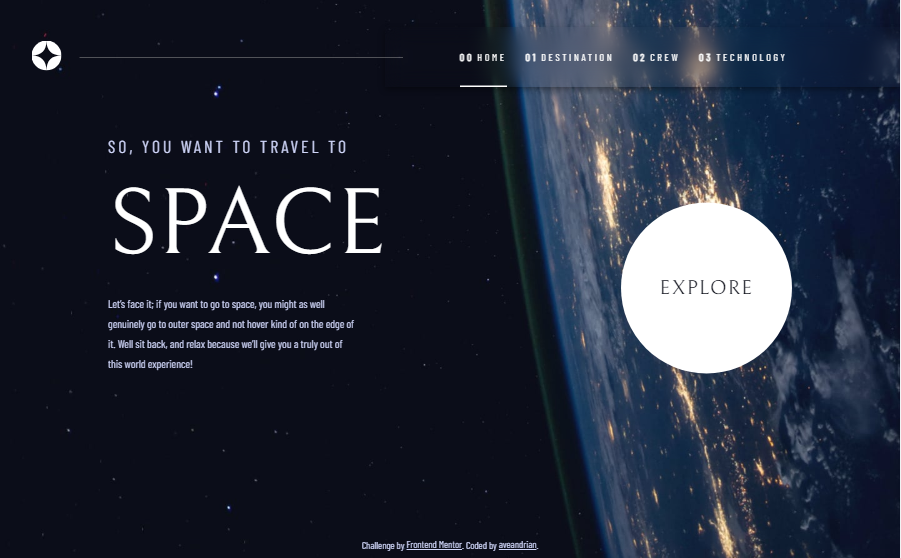 00 HOME 01 DESTINATION 02 CREW 03 TECHNOLOGY
SO, YOU WANT TO TRAVEL TO
SPACE
EXPLORE
Let's face it; if you want to go to space, you might as well
genuinely go to outer space and not hover kind of on the edge of
it. Well sit back, and relax because we'll give you a truly out of
this world experience!
Challenge by Frontend Mentor. Coded by aveandrian.